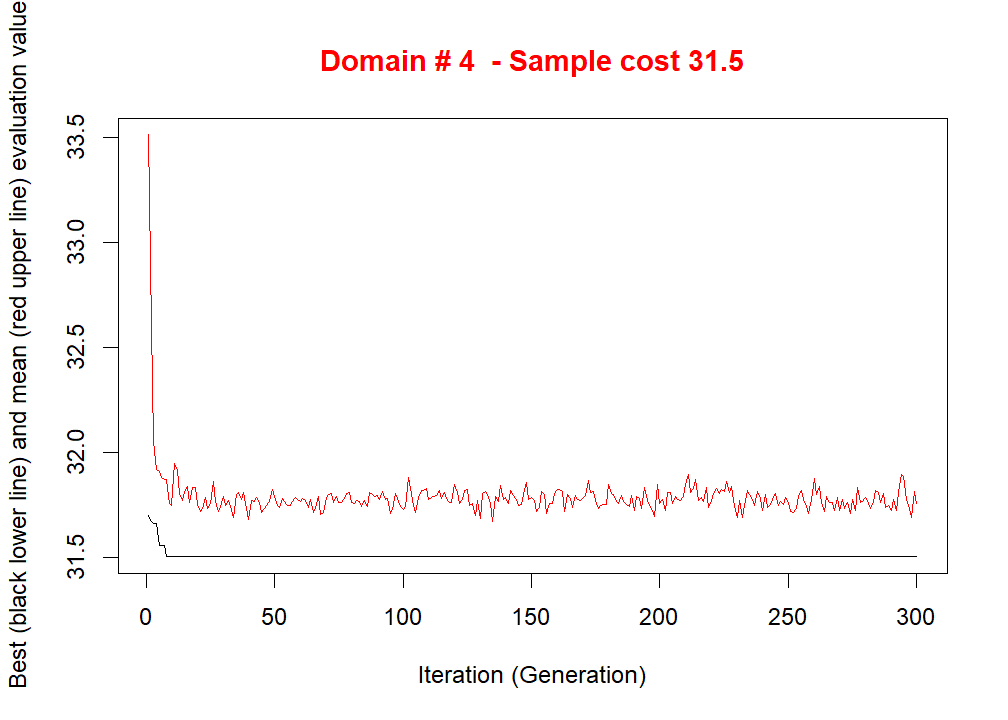 Domain # 4  - Sample cost 31.5
Best (black lower line) and mean (red upper line) evaluation value
33.5
33.0
32.5
32.0
31.5
0 50 100 150 200 250 300
Iteration (Generation)